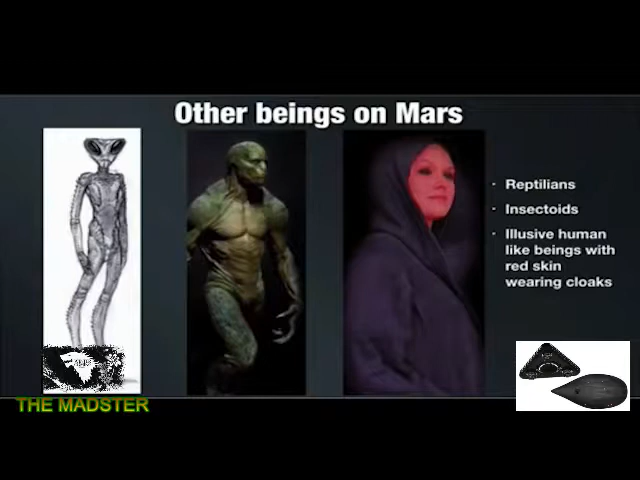 Other beings on Mars
· Reptilians
· Insectoids
· Illusive human
like beings with
red skin
wearing cloaks
THE MADSTER